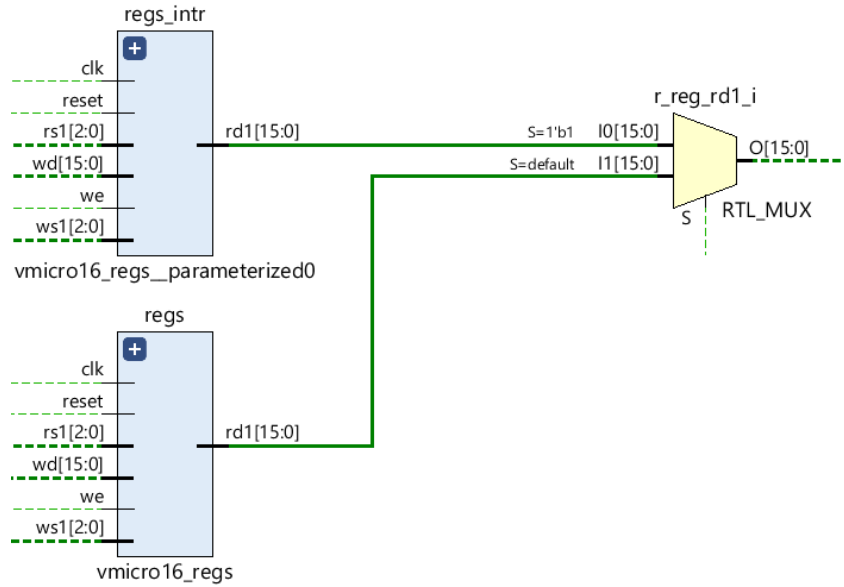 regs_intr
clk
reset
rs1[2:0]
wd[15:0]
we
ws1[2:0]
rd1[15:0]
vmicro16_regs__parameterized0
r_reg_rd1_i
S=1'b1 I0[15:0]
S=default I1[15:0]
O[15:0]
S
RTL_MUX
regs
clk
reset
rs1[2:0]
wd[15:0]
we
ws1[2:0]
rd1[15:0]
vmicro16_regs